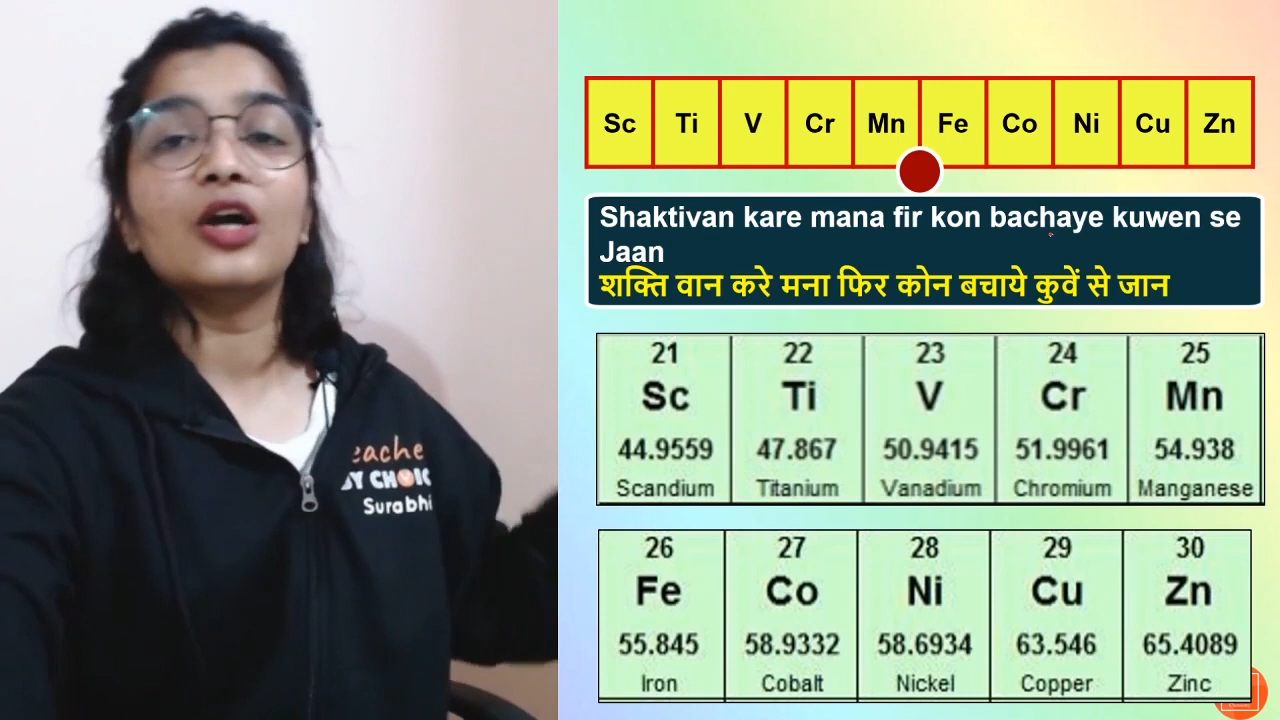 Sc Ti V Cr Mn Fe Co Ni Cu Zn
Shaktivan kare mana fir kon bachaye kuwen se
Jaan
शक्ति वान करे मना फिर कोन बचाये कुवें से जान
21 22 23 24 25
Sc Ti V Cr Mn
44.9559 47.867 50.9415 51.9961 54.938
Scandium Titanium Vanadium Chromium Manganese
26 27 28 29 30
Fe Co Ni Cu Zn
55.845 58.9332 58.6934 63.546 65.4089
Iron Cobalt Nickel Copper Zinc
eache
BY CHOIC
Surabhi